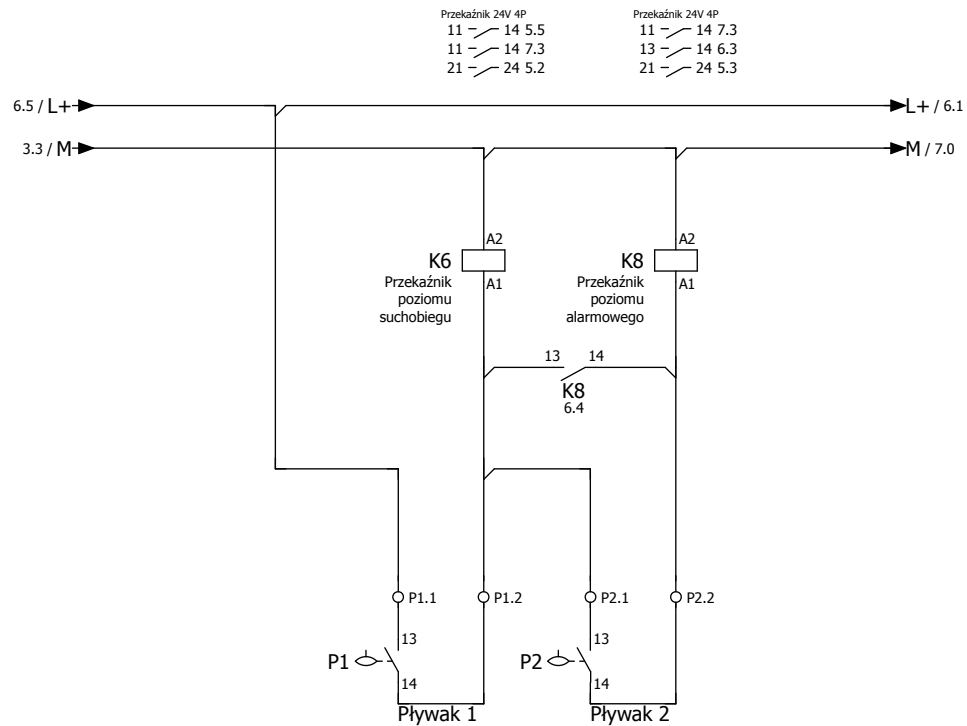 Przekaźnik 24V 4P
11 14 5.5
11 14 7.3
21 24 5.2
Przekaźnik 24V 4P
11 14 7.3
13 14 6.3
21 24 5.3
6.5 / L+
L+ / 6.1
3.3 / M
M / 7.0
A2
K6
A1
Przekaźnik
poziomu
suchobiegu
A2
K8
A1
Przekaźnik
poziomu
alarmowego
13 14
K8
6.4
P1.1
P1.2
P2.1
P2.2
13
P1
14
Pływak 1
13
P2
14
Pływak 2